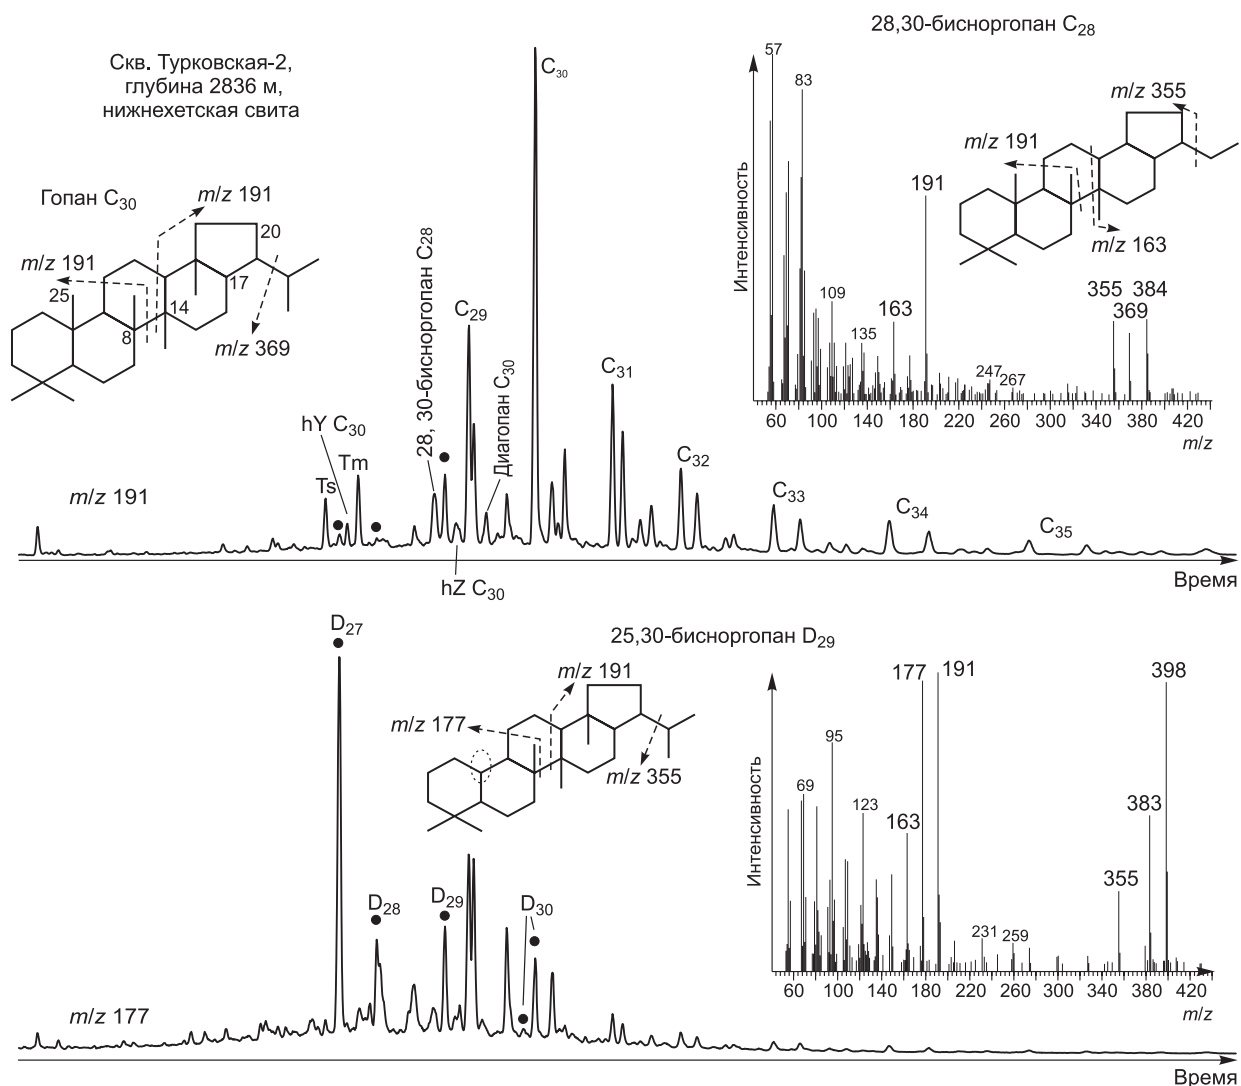 Скв. Турковская-2,
глубина 2836 м,
нижнехетская свита
28,30-бисноргопан C28
Гопан C30
m/z 191
m/z 191
20
25
17
14
8
m/z 369
hY C30
Ts
Tm
28, 30-бисноргопан C28
C29
hZ C30
Диагопан C30
C30
C31
C32
C33
C34
C35
m/z 191
Время
Интенсивность
57
83
109
135
163
191
247
267
355
369
384
m/z 355
m/z 191
m/z 163
60 100 140 180 220 260 300 340 380 420
m/z
25,30-бисноргопан D29
D27
D28
D29
D30
m/z 177
m/z 191
m/z 355
m/z 177
Время
Интенсивность
69
95
123
163
177
191
231
259
355
383
398
60 100 140 180 220 260 300 340 380 420
m/z